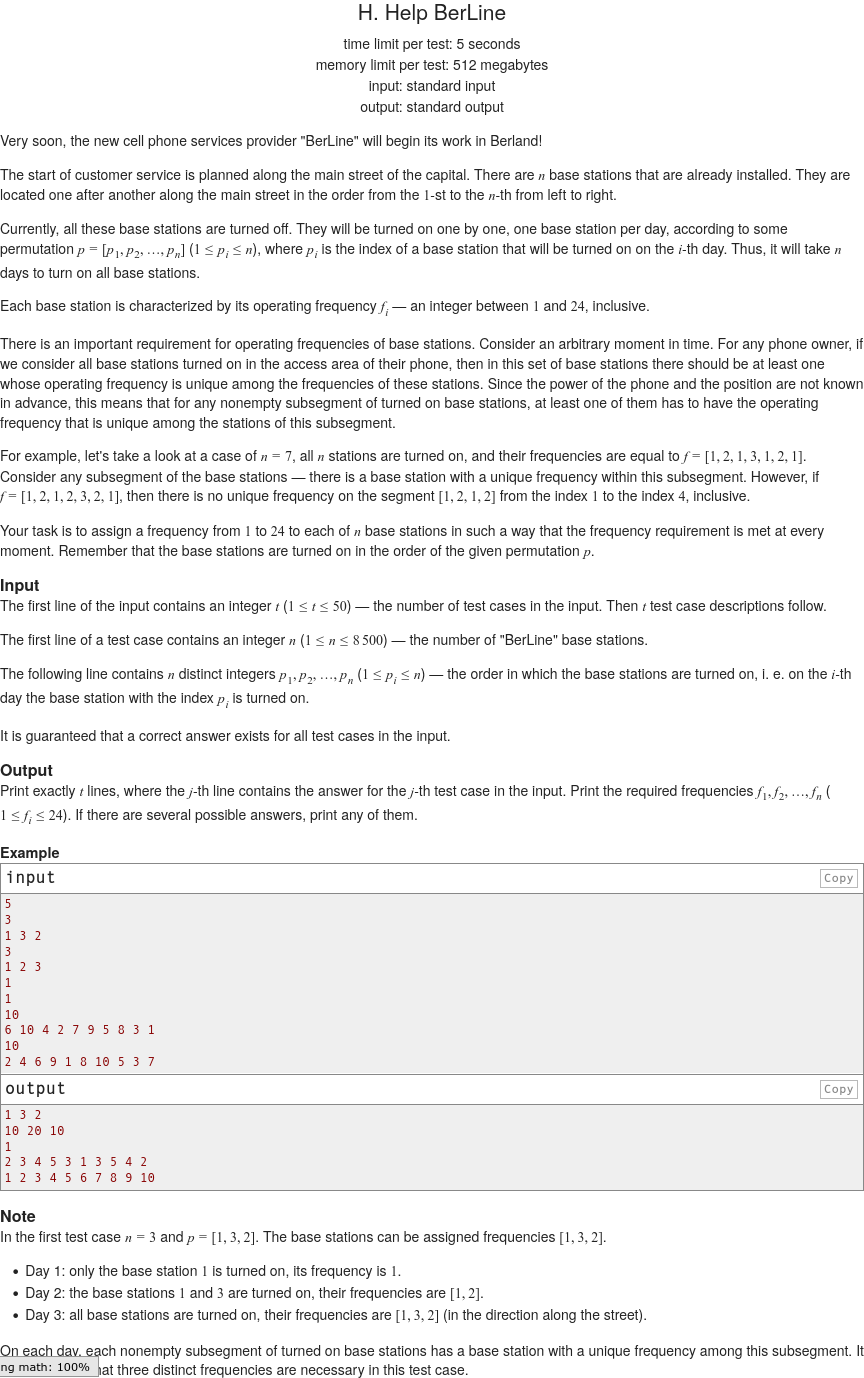 H. Help BerLine
time limit per test: 5 seconds
memory limit per test: 512 megabytes
input: standard input
output: standard output
Very soon, the new cell phone services provider "BerLine" will begin its work in Berland!
The start of customer service is planned along the main street of the capital. There are n base stations that are already installed. They are
located one after another along the main street in the order from the 1-st to the n-th from left to right.
Currently, all these base stations are turned off. They will be turned on one by one, one base station per day, according to some
permutation p = [p1, p2, …, pn] (1 ≤ pi ≤ n), where pi is the index of a base station that will be turned on on the i-th day. Thus, it will take n
days to turn on all base stations.
Each base station is characterized by its operating frequency fi — an integer between 1 and 24, inclusive.
There is an important requirement for operating frequencies of base stations. Consider an arbitrary moment in time. For any phone owner, if
we consider all base stations turned on in the access area of their phone, then in this set of base stations there should be at least one
whose operating frequency is unique among the frequencies of these stations. Since the power of the phone and the position are not known
in advance, this means that for any nonempty subsegment of turned on base stations, at least one of them has to have the operating
frequency that is unique among the stations of this subsegment.
For example, let's take a look at a case of n = 7, all n stations are turned on, and their frequencies are equal to f = [1, 2, 1, 3, 1, 2, 1].
Consider any subsegment of the base stations — there is a base station with a unique frequency within this subsegment. However, if
f = [1, 2, 1, 2, 3, 2, 1], then there is no unique frequency on the segment [1, 2, 1, 2] from the index 1 to the index 4, inclusive.
Your task is to assign a frequency from 1 to 24 to each of n base stations in such a way that the frequency requirement is met at every
moment. Remember that the base stations are turned on in the order of the given permutation p.
Input
The first line of the input contains an integer t (1 ≤ t ≤ 50) — the number of test cases in the input. Then t test case descriptions follow.
The first line of a test case contains an integer n (1 ≤ n ≤ 8 500) — the number of "BerLine" base stations.
The following line contains n distinct integers p1, p2, …, pn (1 ≤ pi ≤ n) — the order in which the base stations are turned on, i. e. on the i-th
day the base station with the index pi is turned on.
It is guaranteed that a correct answer exists for all test cases in the input.
Output
Print exactly t lines, where the j-th line contains the answer for the j-th test case in the input. Print the required frequencies f1, f2, …, fn (
1 ≤ fi ≤ 24). If there are several possible answers, print any of them.
Example
input
Copy
5
3
1 3 2
3
1 2 3
1
1
10
6 10 4 2 7 9 5 8 3 1
10
2 4 6 9 1 8 10 5 3 7
output
Copy
1 3 2
10 20 10
1
2 3 4 5 3 1 3 5 4 2
1 2 3 4 5 6 7 8 9 10
Note
In the first test case n = 3 and p = [1, 3, 2]. The base stations can be assigned frequencies [1, 3, 2].
• Day 1: only the base station 1 is turned on, its frequency is 1.
• Day 2: the base stations 1 and 3 are turned on, their frequencies are [1, 2].
• Day 3: all base stations are turned on, their frequencies are [1, 3, 2] (in the direction along the street).
On each day, each nonempty subsegment of turned on base stations has a base station with a unique frequency among this subsegment. It
ng math: 100% at three distinct frequencies are necessary in this test case.